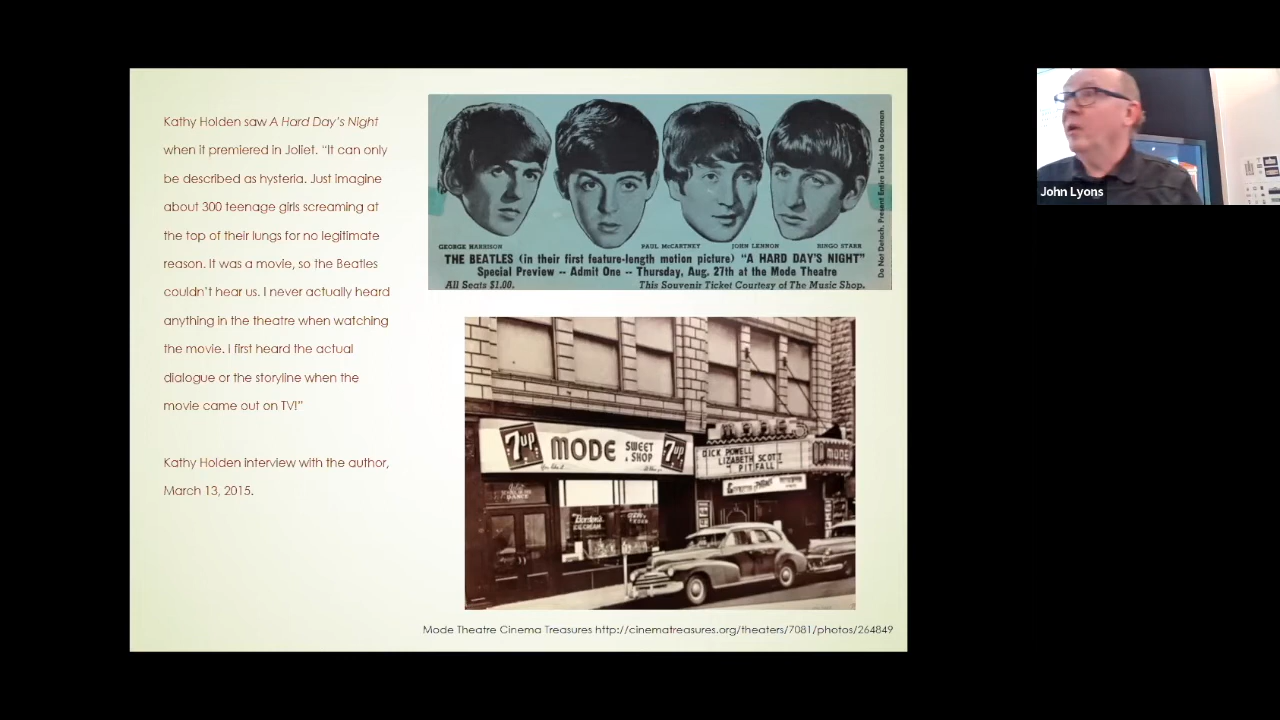 Kathy Holden saw A Hard Day's Night
when it premiered in Joliet. "It can only
be described as hysteria. Just imagine
about 300 teenage girls screaming at
the top of their lungs for no legitimate
reason. It was a movie, so the Beatles
couldn't hear us. I never actually heard
anything in the theatre when watching
the movie. I first heard the actual
dialogue or the storyline when the
movie came out on TV!"
Kathy Holden interview with the author,
March 13, 2015.
GEORGE HARRISON PAUL McCARTNEY JOHN LENNON RINGO STARR
THE BEATLES (in their first feature-length motion picture) "A HARD DAY'S NIGHT"
Special Preview -- Admit One -- Thursday, Aug. 27th at the Mode Theatre
All Seats $1.00. This Souvenir Ticket Courtesy of The Music Shop.
Do Not Detach, Present Entire Ticket to Doorman
7up MODE SWEET SHOP 7up
DICK POWELL
LIZABETH SCOTT
"PITFALL"
MODE
Borden's
ICE CREAM
Mode Theatre Cinema Treasures http://cinematreasures.org/theaters/7081/photos/264849
John Lyons